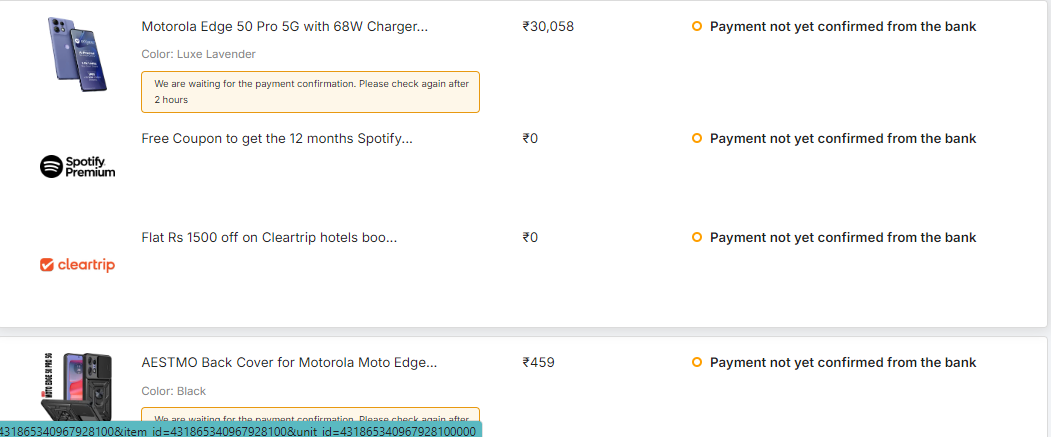 Motorola Edge 50 Pro 5G with 68W Charger...
₹30,058
Payment not yet confirmed from the bank
Color: Luxe Lavender
We are waiting for the payment confirmation. Please check again after
2 hours
Free Coupon to get the 12 months Spotify...
₹0
Payment not yet confirmed from the bank
Spotify
Premium
Flat Rs 1500 off on Cleartrip hotels boo...
₹0
Payment not yet confirmed from the bank
cleartrip
AESTMO Back Cover for Motorola Moto Edge...
₹459
Payment not yet confirmed from the bank
MOTO EDGE 50 PRO 5G
Color: Black
We are waiting for the payment confirmation. Please check again after
431865340967928100&item_id=431865340967928100&unit_id=431865340967928100000